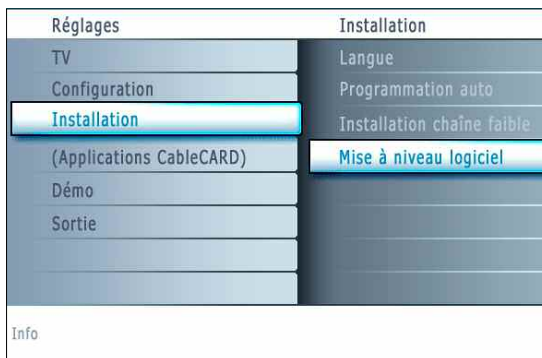 Réglages
TV
Configuration
Installation
(Applications CableCARD)
Démo
Sortie
Installation
Langue
Programmation auto
Installation chaîne faible
Mise à niveau logiciel
Info